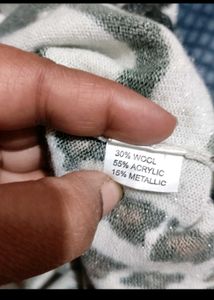 30% WOOL
55% ACRYLIC
15% METALLIC